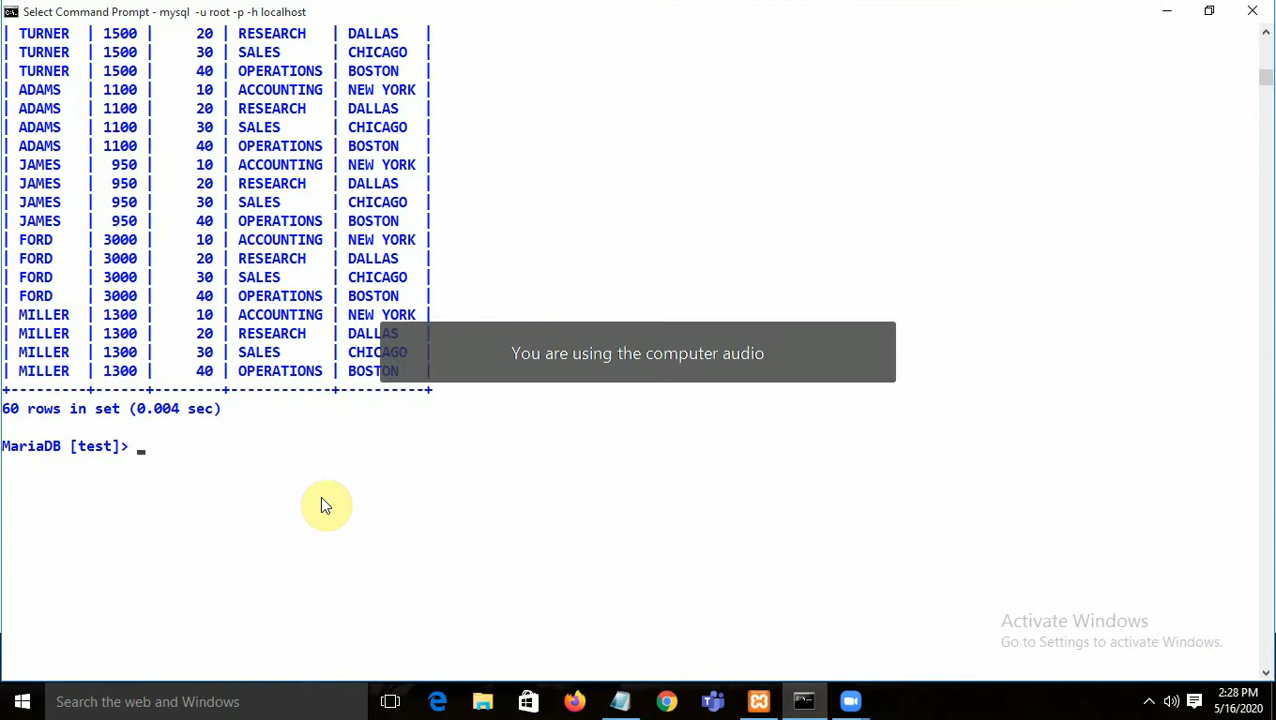 Select Command Prompt - mysql -u root -p -h localhost
| TURNER | 1500 | 20 | RESEARCH | DALLAS |
| TURNER | 1500 | 30 | SALES | CHICAGO |
| TURNER | 1500 | 40 | OPERATIONS | BOSTON |
| ADAMS | 1100 | 10 | ACCOUNTING | NEW YORK |
| ADAMS | 1100 | 20 | RESEARCH | DALLAS |
| ADAMS | 1100 | 30 | SALES | CHICAGO |
| ADAMS | 1100 | 40 | OPERATIONS | BOSTON |
| JAMES | 950 | 10 | ACCOUNTING | NEW YORK |
| JAMES | 950 | 20 | RESEARCH | DALLAS |
| JAMES | 950 | 30 | SALES | CHICAGO |
| JAMES | 950 | 40 | OPERATIONS | BOSTON |
| FORD | 3000 | 10 | ACCOUNTING | NEW YORK |
| FORD | 3000 | 20 | RESEARCH | DALLAS |
| FORD | 3000 | 30 | SALES | CHICAGO |
| FORD | 3000 | 40 | OPERATIONS | BOSTON |
| MILLER | 1300 | 10 | ACCOUNTING | NEW YORK |
| MILLER | 1300 | 20 | RESEARCH | DALLAS
| MILLER | 1300 | 30 | SALES | CHICAGO
| MILLER | 1300 | 40 | OPERATIONS | BOSTON
+---------+------+--------+------------+----------+
You are using the computer audio
60 rows in set (0.004 sec)
MariaDB [test]> _
Activate Windows
Go to Settings to activate Windows.
Search the web and Windows
2:28 PM
5/16/2020